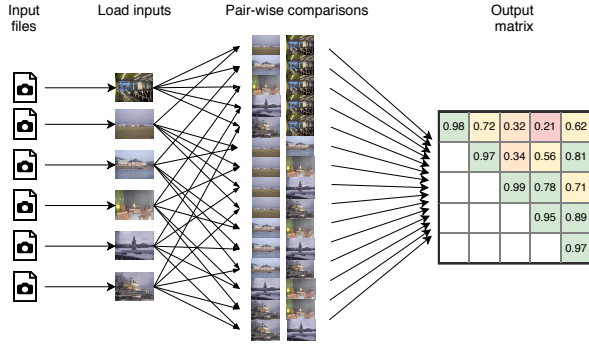 Input
files
Load inputs
Pair-wise comparisons
Output
matrix
0.98 0.72 0.32 0.21 0.62
0.97 0.34 0.56 0.81
0.99 0.78 0.71
0.95 0.89
0.97